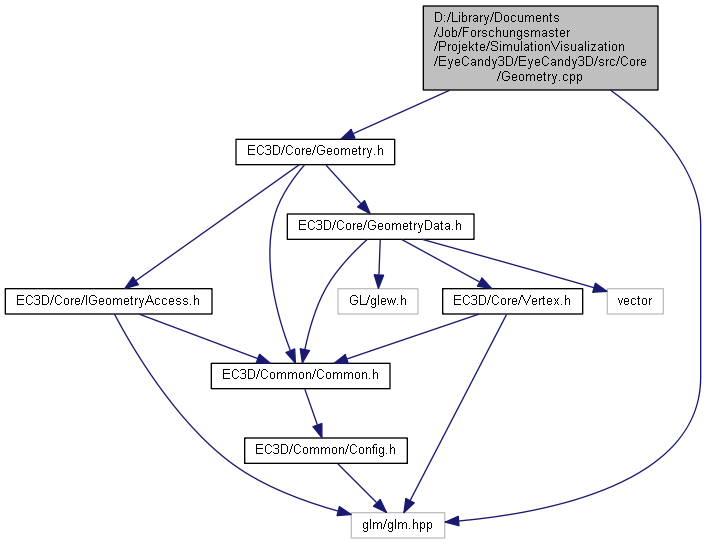 D:/Library/Documents
/Job/Forschungsmaster
/Projekte/SimulationVisualization
/EyeCandy3D/EyeCandy3D/src/Core
/Geometry.cpp
EC3D/Core/Geometry.h
EC3D/Core/GeometryData.h
EC3D/Core/IGeometryAccess.h
GL/glew.h
EC3D/Core/Vertex.h
vector
EC3D/Common/Common.h
EC3D/Common/Config.h
glm/glm.hpp